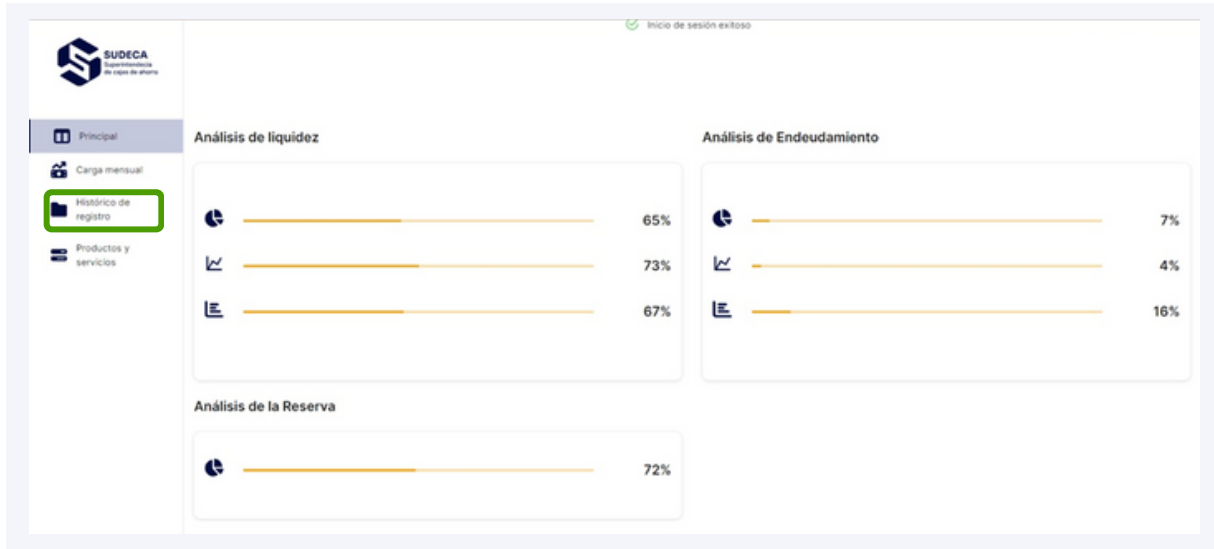 Inicio de sesión exitoso
SUDECA
Superintendecia
de cajas de ahorro
Principal
Carga mensual
Histórico de
registro
Productos y
servicios
Análisis de liquidez
65%
73%
67%
Análisis de Endeudamiento
7%
4%
16%
Análisis de la Reserva
72%